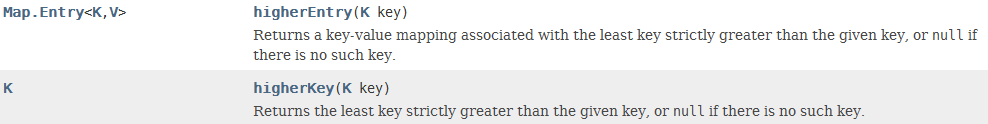 Map.Entry<K,V> higherEntry(K key)
Returns a key-value mapping associated with the least key strictly greater than the given key, or null if
there is no such key.
K higherKey(K key)
Returns the least key strictly greater than the given key, or null if there is no such key.